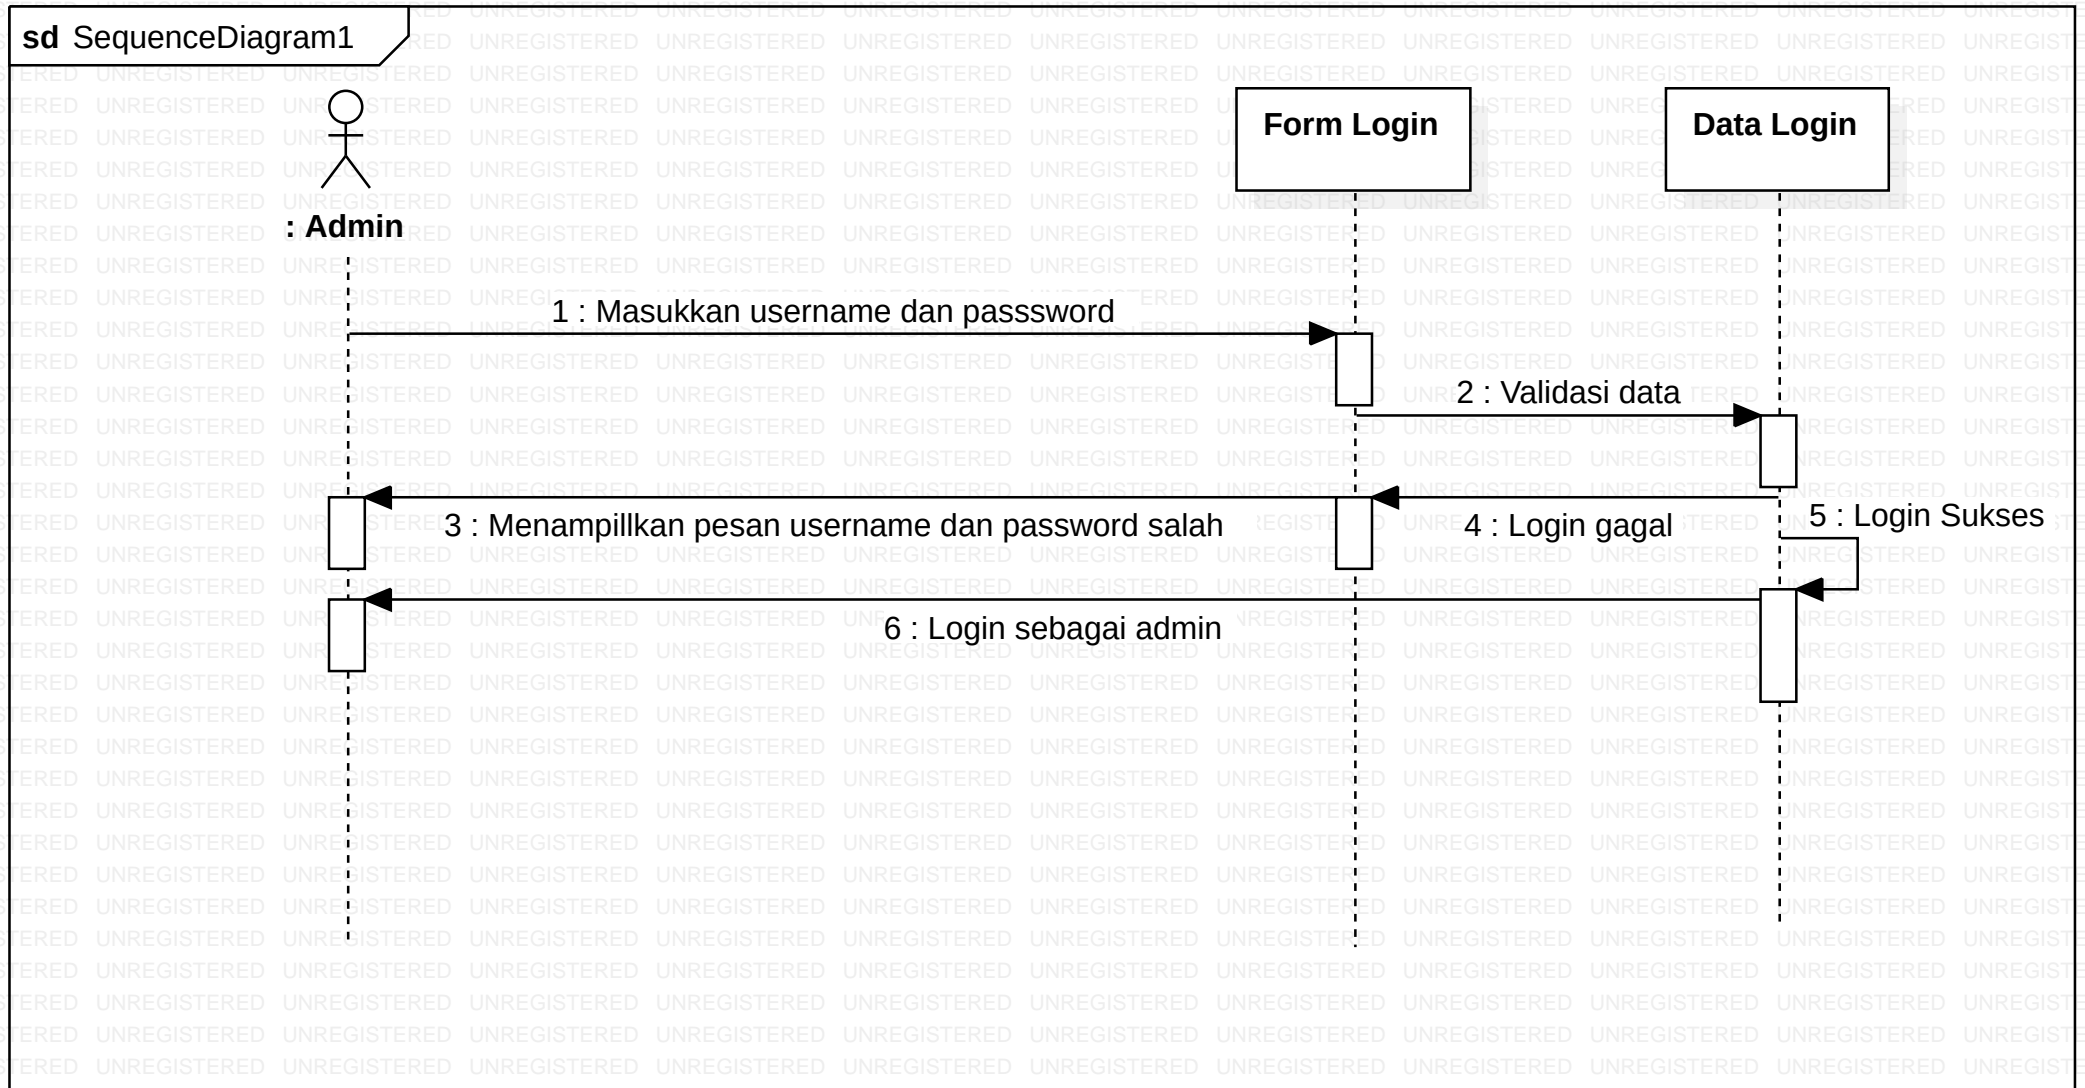 sd SequenceDiagram1
Form Login
Data Login
: Admin
1 : Masukkan username dan passsword
2 : Validasi data
3 : Menampillkan pesan username dan password salah
4 : Login gagal
5 : Login Sukses
6 : Login sebagai admin
UNREGISTERED